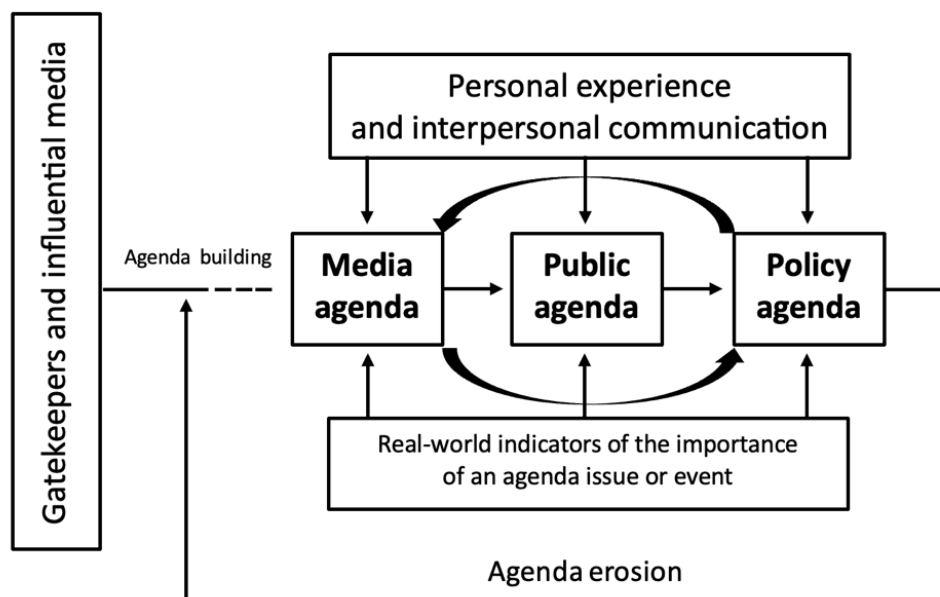 Gatekeepers and influential media
Personal experience
and interpersonal communication
Agenda building
Media
agenda
Public
agenda
Policy
agenda
Real-world indicators of the importance
of an agenda issue or event
Agenda erosion